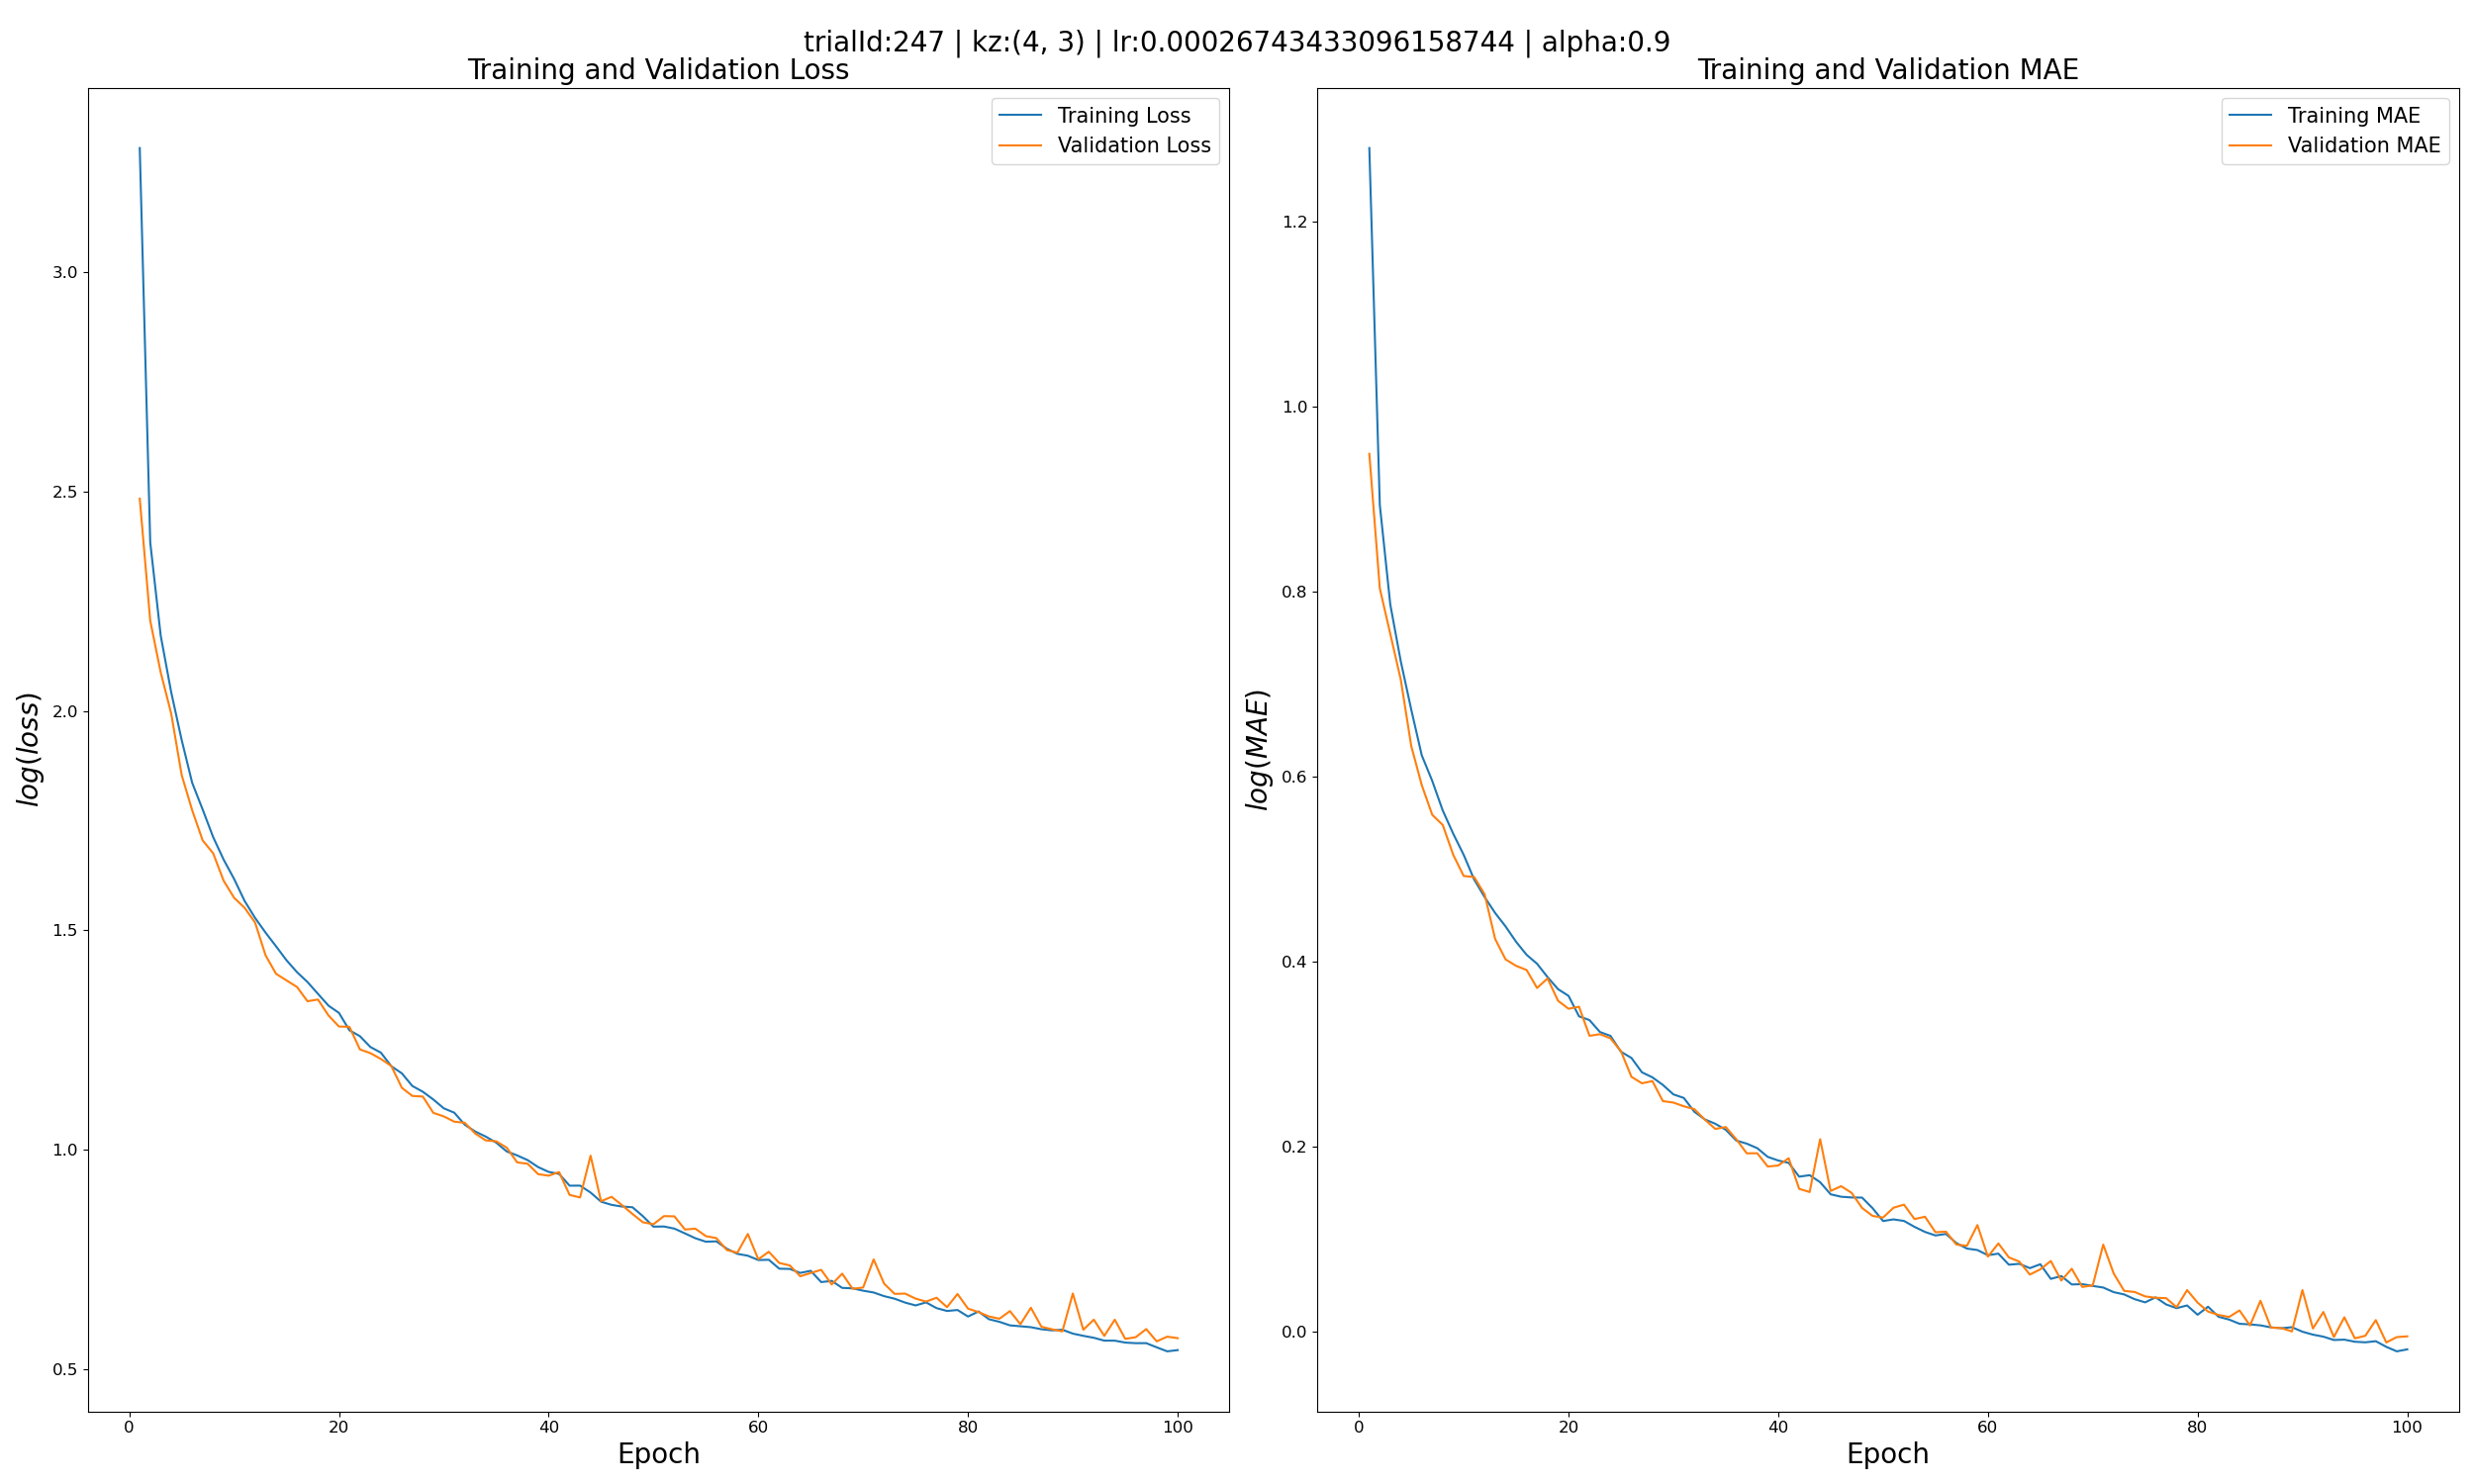 trialId:247 | kz:(4, 3) | lr:0.00026743433096158744 | alpha:0.9
Training and Validation Loss
Training Loss
Validation Loss
3.0
2.5
2.0
1.5
1.0
0.5
log(loss)
0 20 40 60 80 100
Epoch
Training and Validation MAE
Training MAE
Validation MAE
1.2
1.0
0.8
0.6
0.4
0.2
0.0
log(MAE)
0 20 40 60 80 100
Epoch